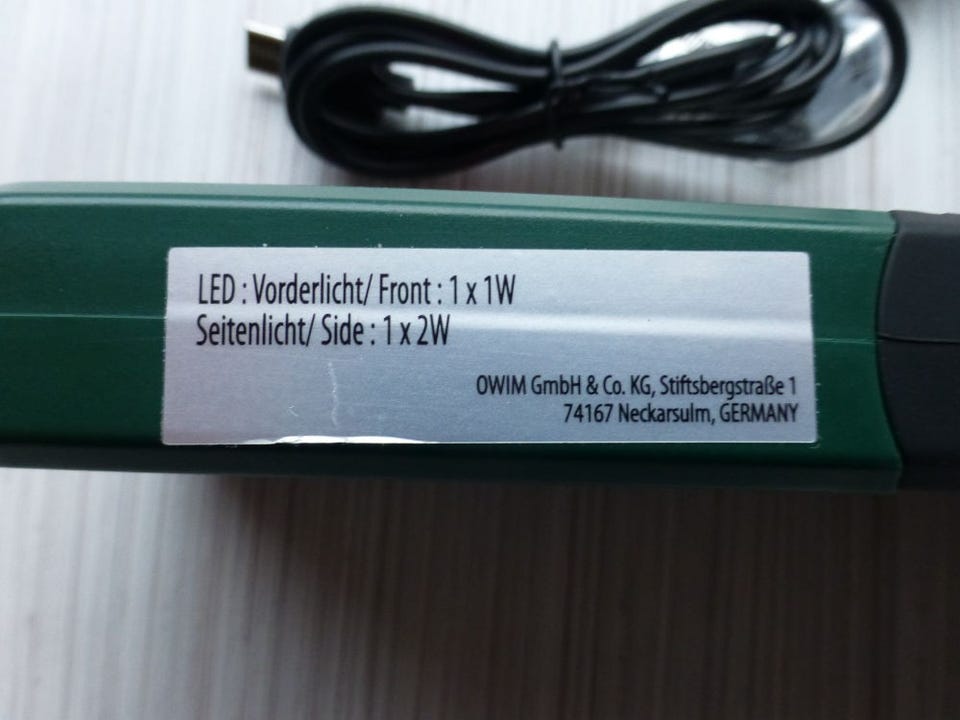 LED : Vorderlicht/ Front : 1 x 1W
Seitenlicht/ Side : 1 x 2W
OWIM GmbH & Co. KG, Stiftsbergstraße 1
74167 Neckarsulm, GERMANY